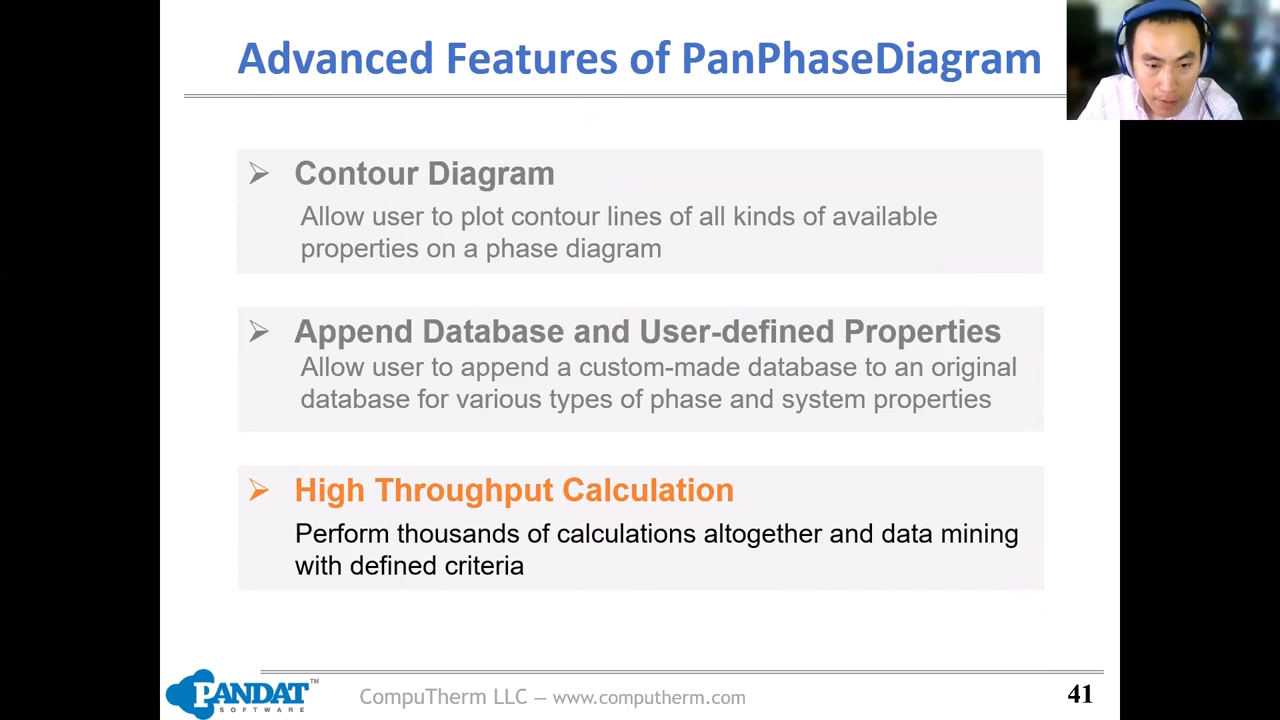 Advanced Features of PanPhaseDiagram
➢ Contour Diagram
Allow user to plot contour lines of all kinds of available
properties on a phase diagram
➢ Append Database and User-defined Properties
Allow user to append a custom-made database to an original
database for various types of phase and system properties
➢ High Throughput Calculation
Perform thousands of calculations altogether and data mining
with defined criteria
PANDAT™
SOFTWARE
CompuTherm LLC – www.computherm.com
41